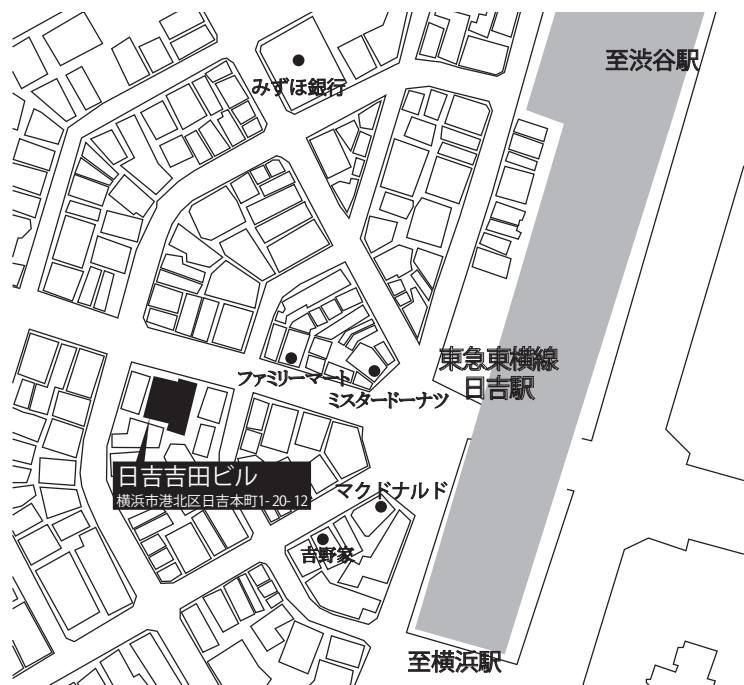 至渋谷駅
みずほ銀行
東急東横線
日吉駅
ファミリーマート
ミスタードーナツ
日吉吉田ビル
横浜市港北区日吉本町1-20-12
マクドナルド
吉野家
至横浜駅